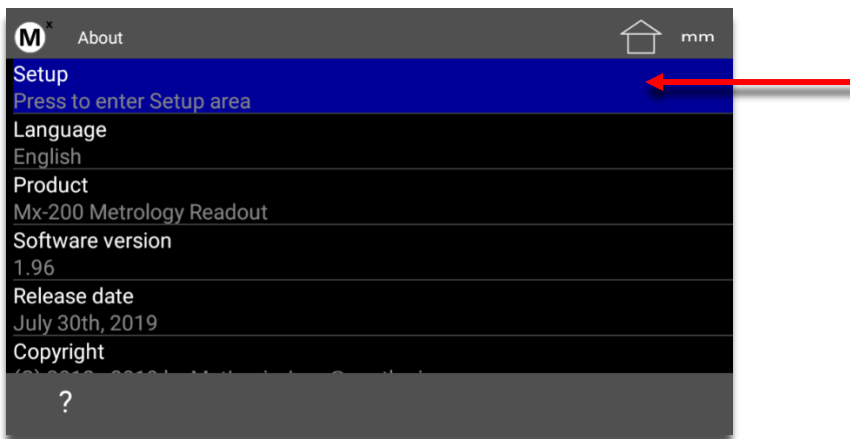 Mx About mm
Setup
Press to enter Setup area
Language
English
Product
Mx-200 Metrology Readout
Software version
1.96
Release date
July 30th, 2019
Copyright
?